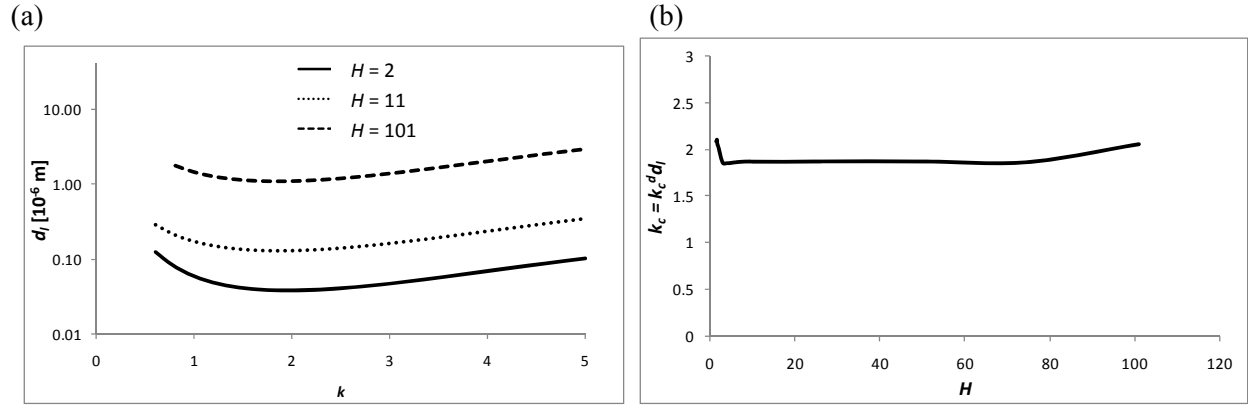 (a)
H = 2
H = 11
H = 101
10.00
1.00
0.10
0.01
d_l [10^-6 m]
0 1 2 3 4 5
k
(b)
3
2.5
2
1.5
1
0.5
0
k_c = k_c^d d_l
0 20 40 60 80 100 120
H